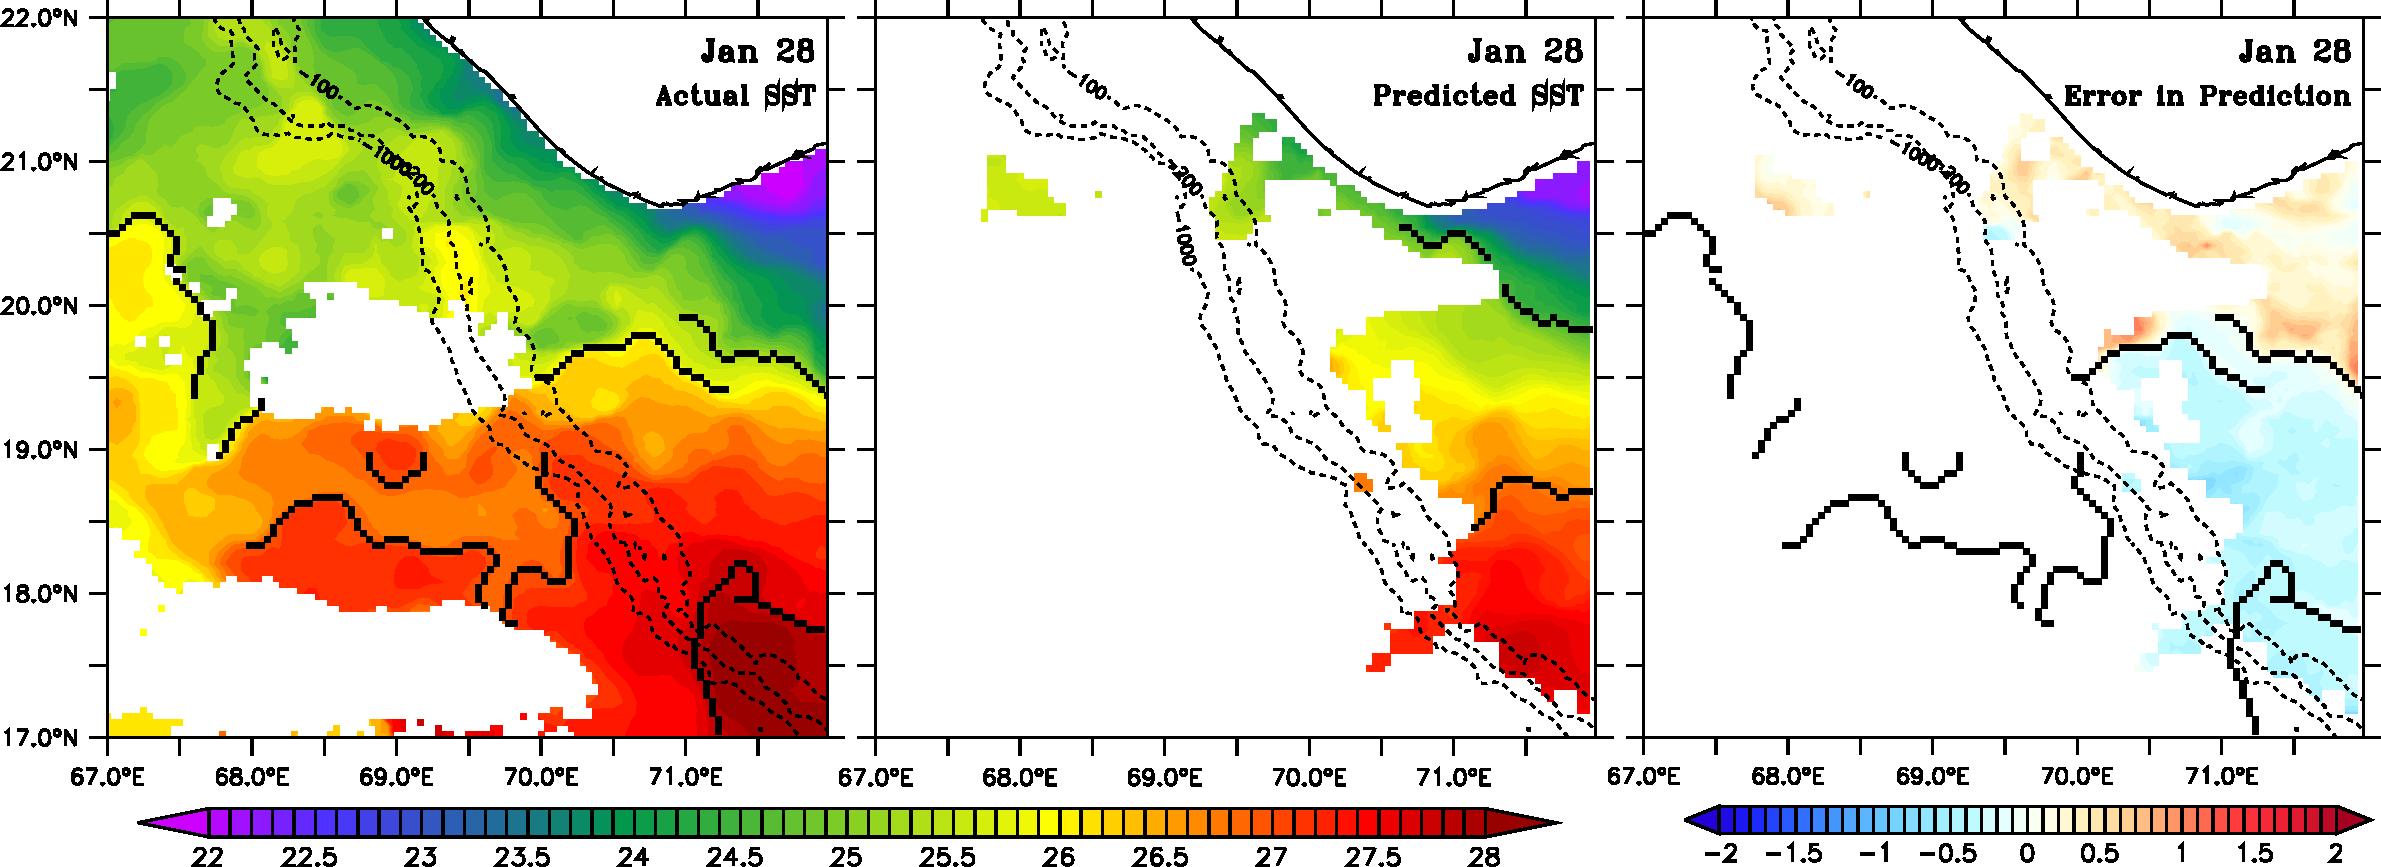 22.0°N
21.0°N
20.0°N
19.0°N
18.0°N
17.0°N
Jan 28
Actual SST
100
1000
200
67.0°E 68.0°E 69.0°E 70.0°E 71.0°E
Jan 28
Predicted SST
100
200
1000
67.0°E 68.0°E 69.0°E 70.0°E 71.0°E
Jan 28
Error in Prediction
100
1000
200
67.0°E 68.0°E 69.0°E 70.0°E 71.0°E
22 22.5 23 23.5 24 24.5 25 25.5 26 26.5 27 27.5 28
-2 -1.5 -1 -0.5 0 0.5 1 1.5 2